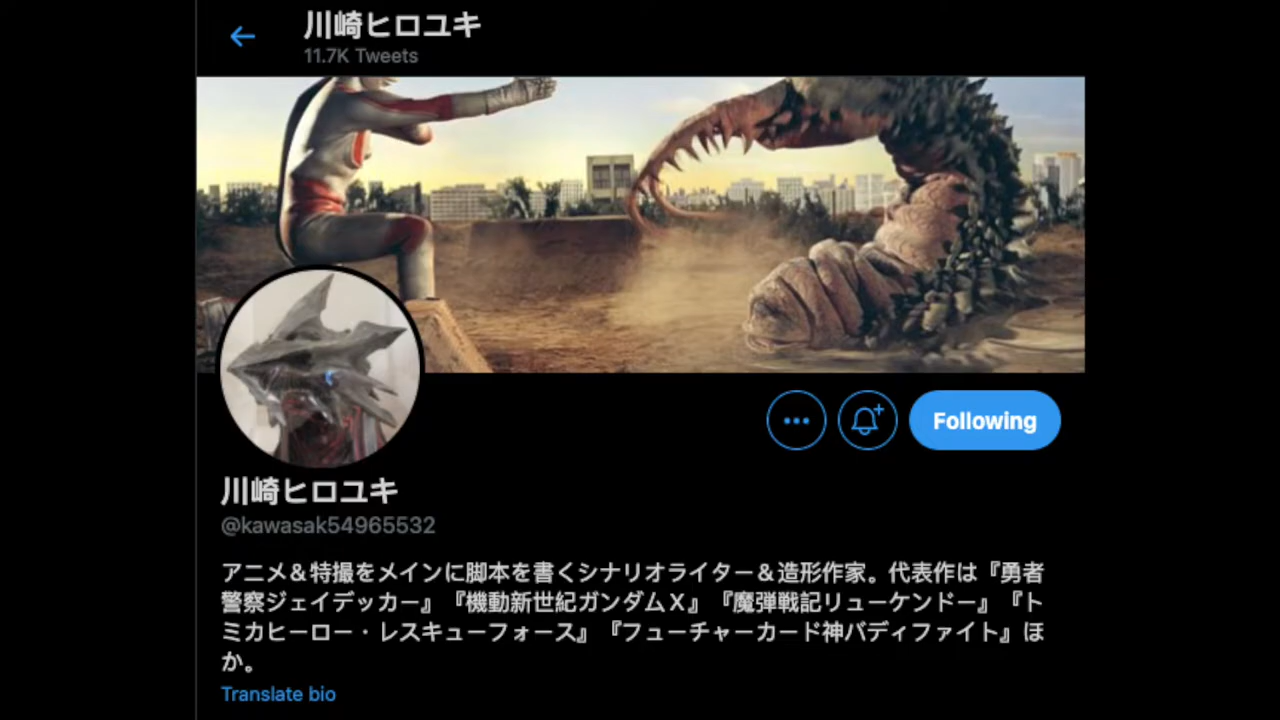 川崎ヒロユキ
11.7K Tweets
Following
川崎ヒロユキ
@kawasak54965532
アニメ＆特撮をメインに脚本を書くシナリオライター＆造形作家。代表作は『勇者
警察ジェイデッカー』『機動新世紀ガンダムＸ』『魔弾戦記リューケンドー』『ト
ミカヒーロー・レスキューフォース』『フューチャーカード神バディファイト』ほ
か。
Translate bio